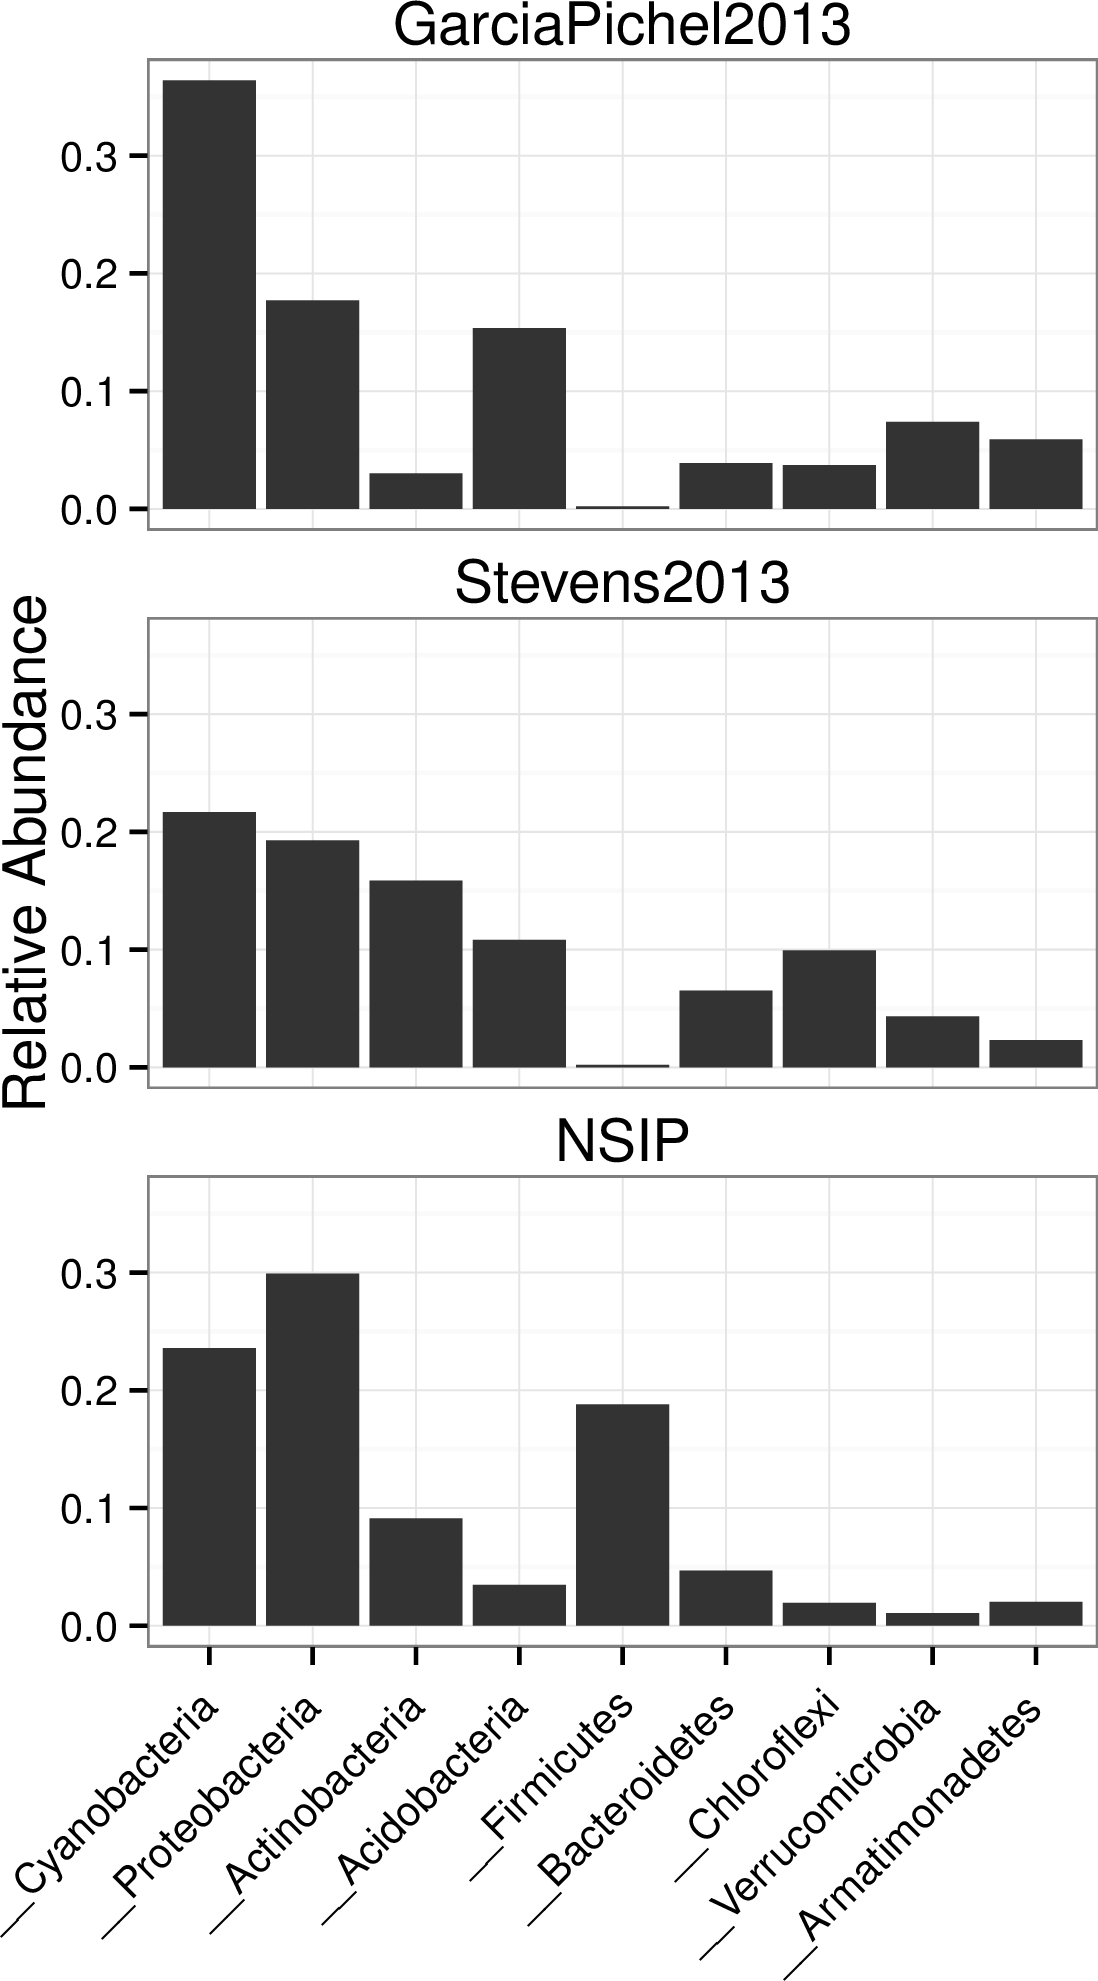 GarciaPichel2013
0.3
0.2
0.1
0.0
Stevens2013
Relative Abundance
0.3
0.2
0.1
0.0
NSIP
0.3
0.2
0.1
0.0
__Cyanobacteria
__Proteobacteria
__Actinobacteria
__Acidobacteria
__Firmicutes
__Bacteroidetes
__Chloroflexi
__Verrucomicrobia
__Armatimonadetes